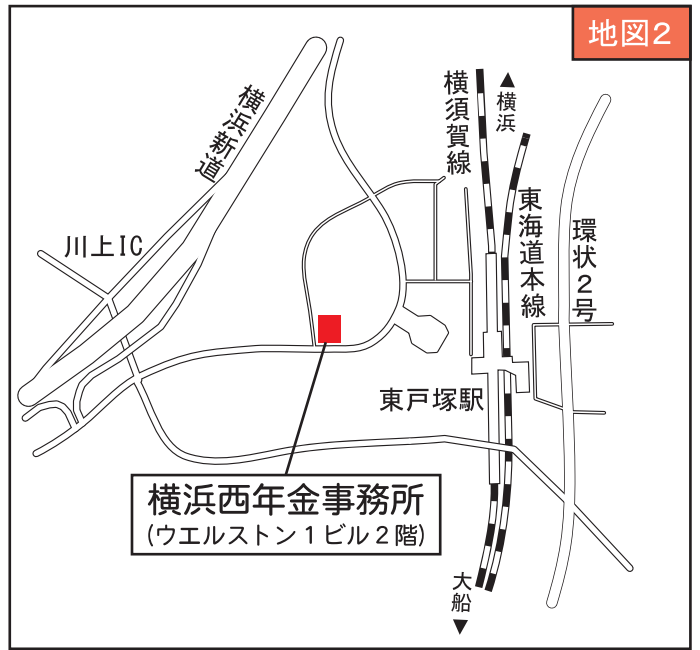 地図2
横浜新道
川上IC
横須賀線
▲
横浜
東海道本線
環状2号
東戸塚駅
横浜西年金事務所
(ウエルストン1ビル2階)
大船
▼